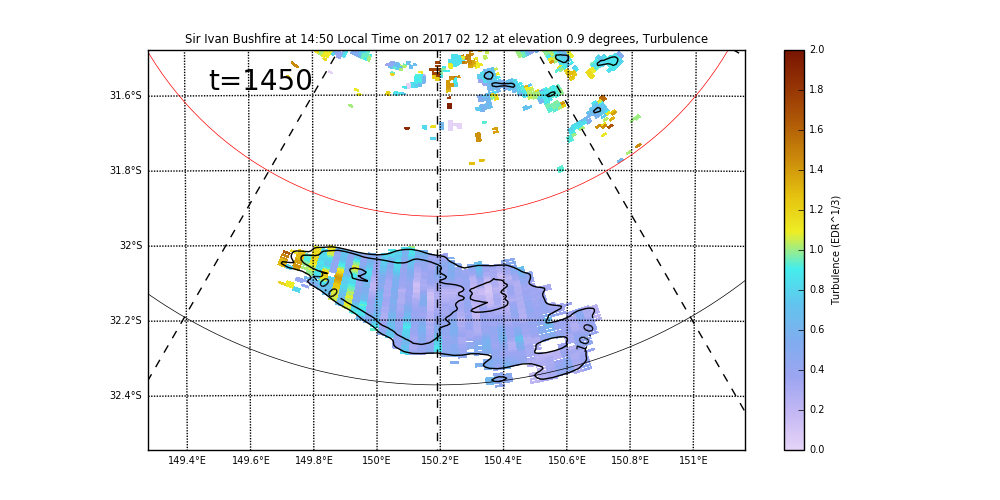 Sir Ivan Bushfire at 14:50 Local Time on 2017 02 12 at elevation 0.9 degrees, Turbulence
t=1450
31.6°S
31.8°S
32°S
32.2°S
32.4°S
149.4°E 149.6°E 149.8°E 150°E 150.2°E 150.4°E 150.6°E 150.8°E 151°E
10.0
2.0
1.8
1.6
1.4
1.2
1.0
0.8
0.6
0.4
0.2
0.0
Turbulence (EDR^1/3)